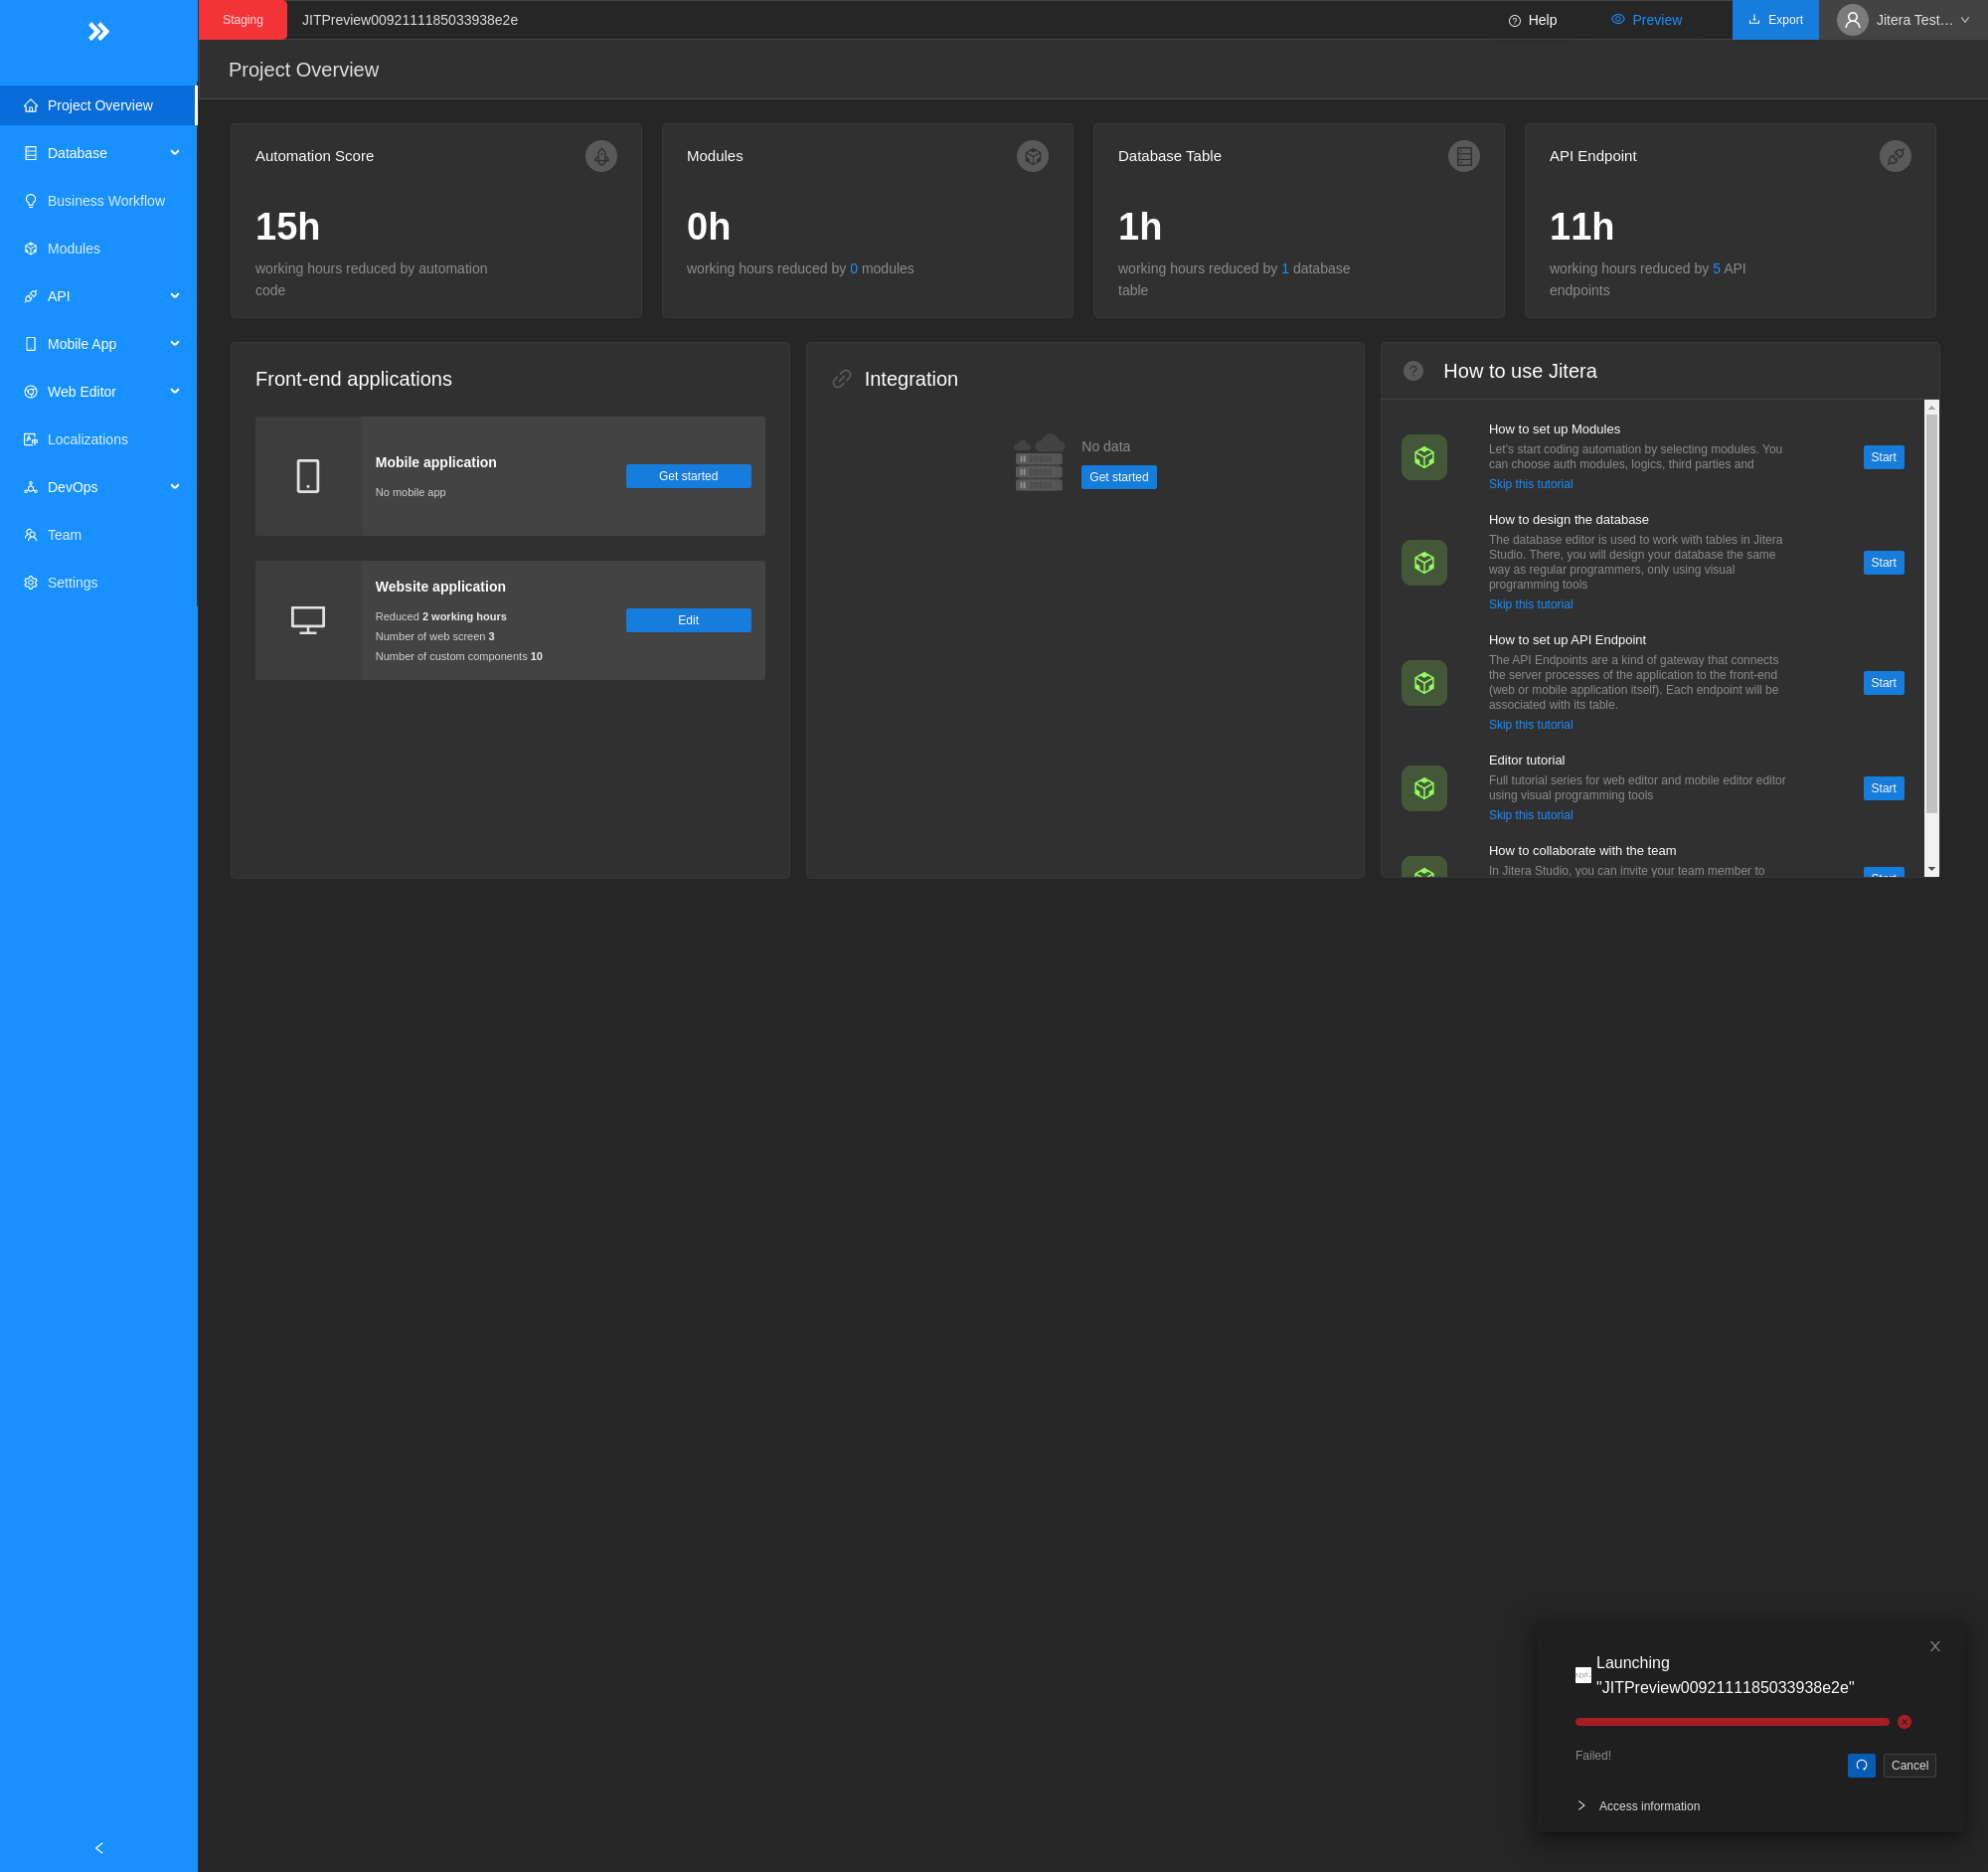 Staging
JITPreview0092111185033938e2e
Help
Preview
Export
Jitera Test…
Project Overview
Database
Business Workflow
Modules
API
Mobile App
Web Editor
Localizations
DevOps
Team
Settings
Project Overview
Automation Score
15h
working hours reduced by automation
code
Modules
0h
working hours reduced by 0 modules
Database Table
1h
working hours reduced by 1 database
table
API Endpoint
11h
working hours reduced by 5 API
endpoints
Front-end applications
Mobile application
No mobile app
Get started
Website application
Reduced 2 working hours
Number of web screen 3
Number of custom components 10
Edit
Integration
No data
Get started
How to use Jitera
How to set up Modules
Let's start coding automation by selecting modules. You
can choose auth modules, logics, third parties and
Skip this tutorial
Start
How to design the database
The database editor is used to work with tables in Jitera
Studio. There, you will design your database the same
way as regular programmers, only using visual
programming tools
Skip this tutorial
Start
How to set up API Endpoint
The API Endpoints are a kind of gateway that connects
the server processes of the application to the front-end
(web or mobile application itself). Each endpoint will be
associated with its table.
Skip this tutorial
Start
Editor tutorial
Full tutorial series for web editor and mobile editor editor
using visual programming tools
Skip this tutorial
Start
How to collaborate with the team
In Jitera Studio, you can invite your team member to
Start
Launching
"JITPreview0092111185033938e2e"
Failed!
Cancel
Access information